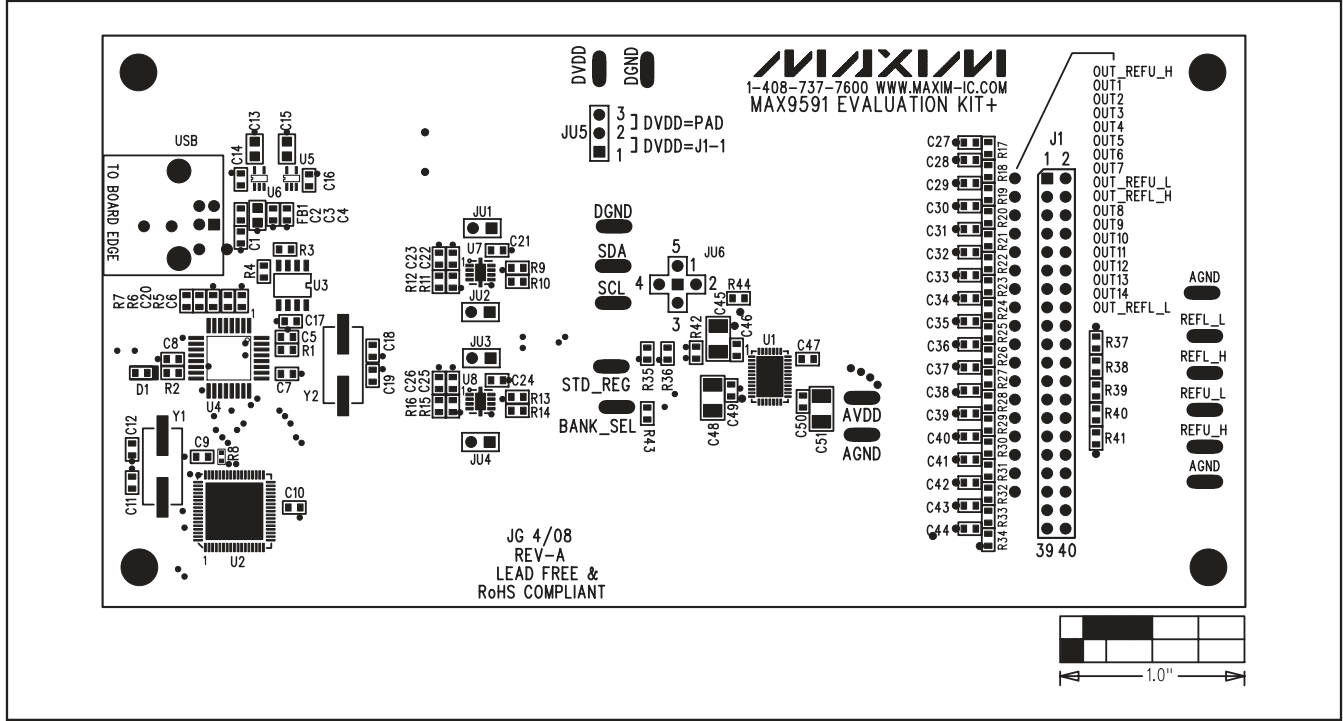 DVDD
DGND
MAXIM
1-408-737-7600 WWW.MAXIM-IC.COM
MAX9591 EVALUATION KIT+
JU5
3
2
1
DVDD=PAD
DVDD=J1-1
USB
TO BOARD EDGE
C13
C15
C14
U5
C16
U6
C1
FB1
C2
C3
C4
R3
R4
U3
R7
R6
C20
R5
C6
1
C17
C5
R1
C8
D1
R2
C7
U4
Y2
C18
C19
Y1
C12
C11
C9
R8
C10
1
U2
JU1
C23
C22
U7
C21
1
R12
R11
R9
R10
JU2
JU3
C26
C25
U8
C24
1
R16
R15
R13
R14
JU4
DGND
SDA
SCL
STD_REG
BANK_SEL
5
JU6
4
1
2
3
R44
C45
C46
R42
R35
R36
R43
1
U1
C47
C48
C49
C50
C51
AVDD
AGND
JG 4/08
REV-A
LEAD FREE &
RoHS COMPLIANT
C27
C28
C29
C30
C31
C32
C33
C34
C35
C36
C37
C38
C39
C40
C41
C42
C43
C44
R17
R18
R19
R20
R21
R22
R23
R24
R25
R26
R27
R28
R29
R30
R31
R32
R33
R34
J1
1 2
39 40
OUT_REFU_H
OUT1
OUT2
OUT3
OUT4
OUT5
OUT6
OUT7
OUT_REFU_L
OUT_REFL_H
OUT8
OUT9
OUT10
OUT11
OUT12
OUT13
OUT14
OUT_REFL_L
R37
R38
R39
R40
R41
AGND
REFL_L
REFL_H
REFU_L
REFU_H
AGND
1.0"